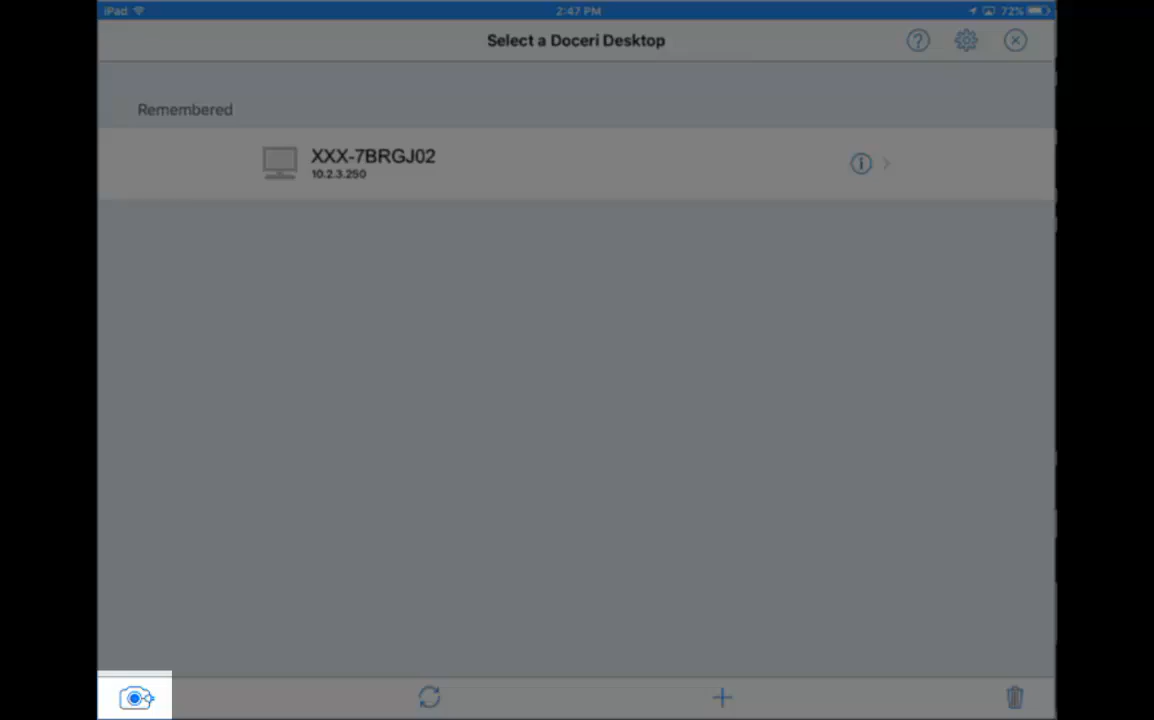 iPad
2:47 PM
72%
Select a Doceri Desktop
Remembered
XXX-7BRGJ02
10.2.3.250